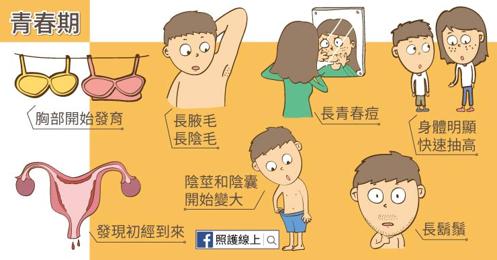 青春期
胸部開始發育
長腋毛
長陰毛
長青春痘
身體明顯
快速抽高
發現初經到來
陰莖和陰囊
開始變大
長鬍鬚
f 照護線上